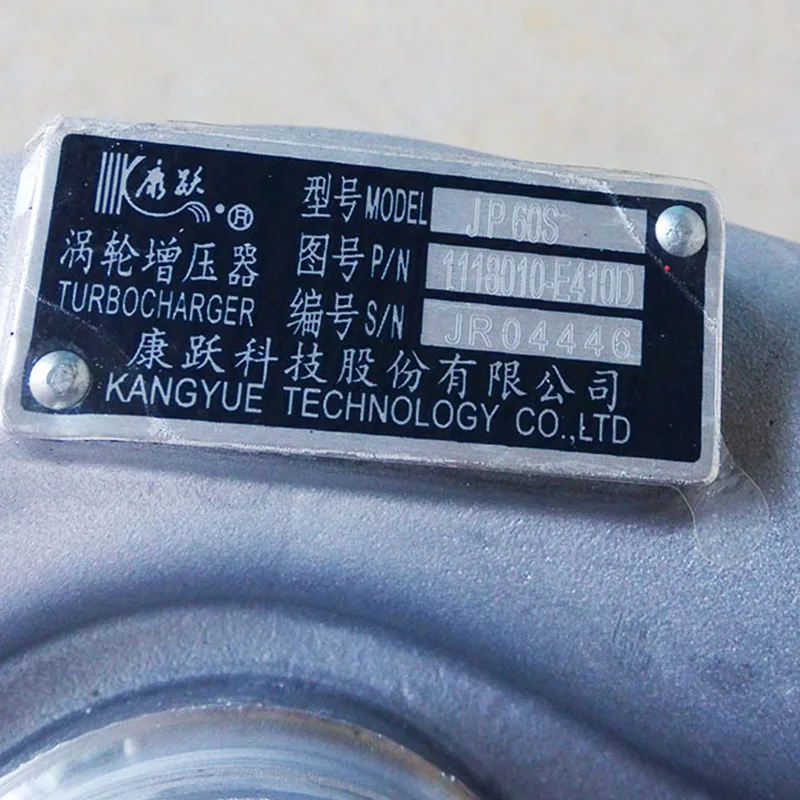 康跃
型号 MODEL JP60S
涡轮增压器
图号 P/N 1118010-E410D
TURBOCHARGER
编号 S/N JR04446
康跃科技股份有限公司
KANGYUE TECHNOLOGY CO.,LTD